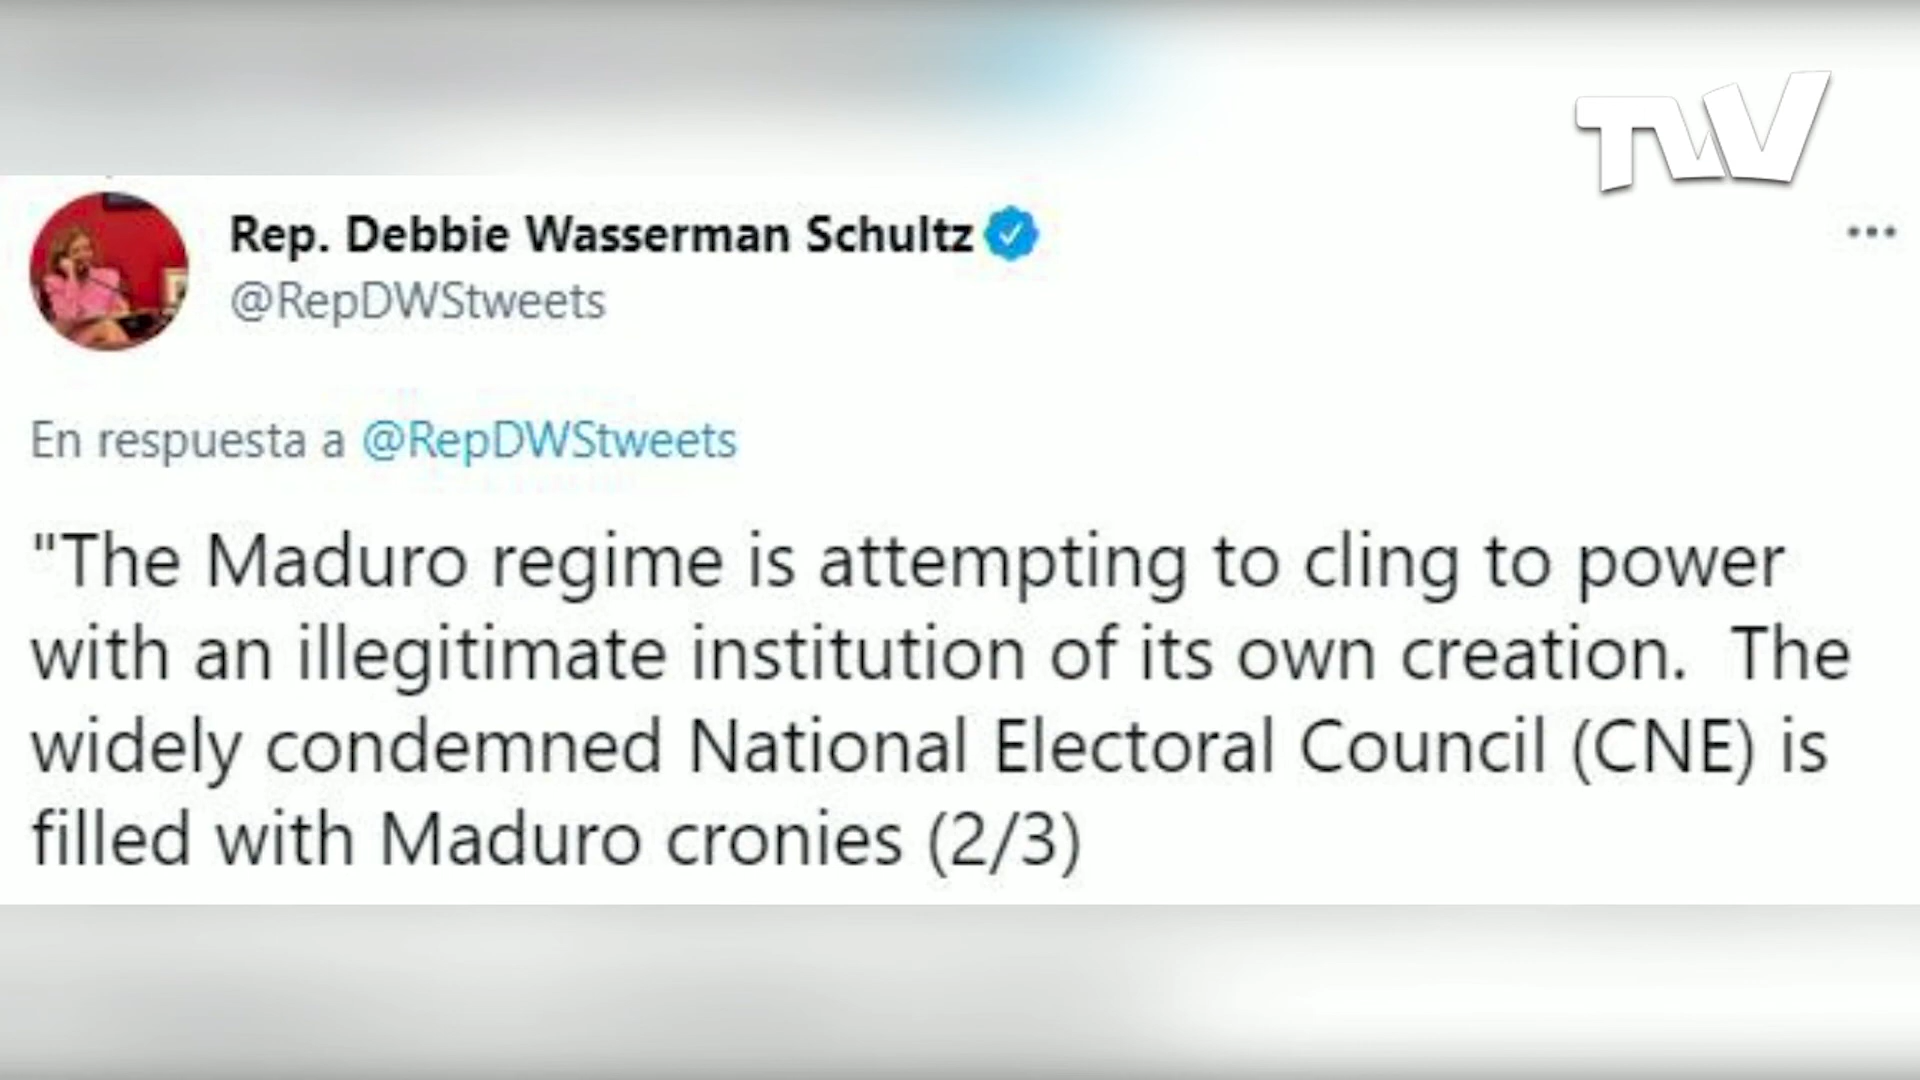 TVV
Rep. Debbie Wasserman Schultz
@RepDWStweets
En respuesta a @RepDWStweets
"The Maduro regime is attempting to cling to power
with an illegitimate institution of its own creation.  The
widely condemned National Electoral Council (CNE) is
filled with Maduro cronies (2/3)